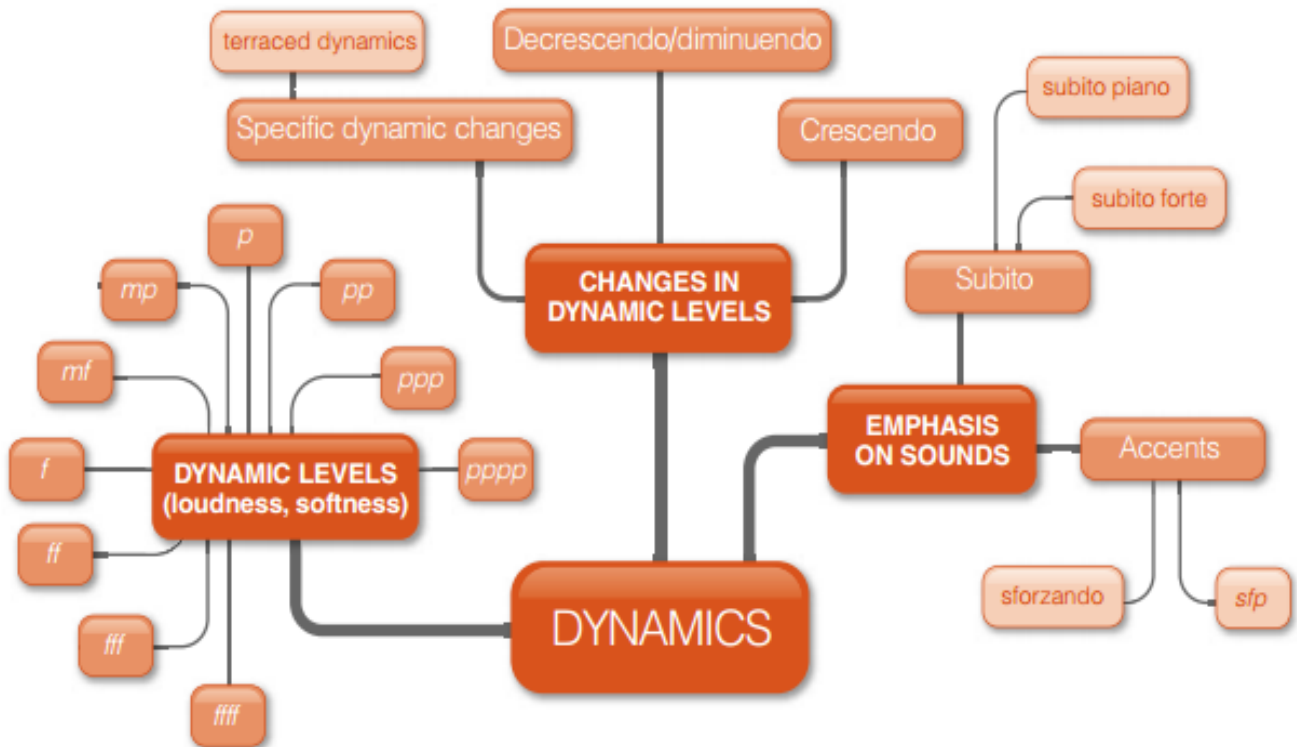 terraced dynamics
Decrescendo/diminuendo
subito piano
Specific dynamic changes
Crescendo
subito forte
p
mp
pp
CHANGES IN
DYNAMIC LEVELS
Subito
mf
ppp
f
DYNAMIC LEVELS
(loudness, softness)
pppp
EMPHASIS
ON SOUNDS
Accents
ff
fff
ffff
DYNAMICS
sforzando
sfp